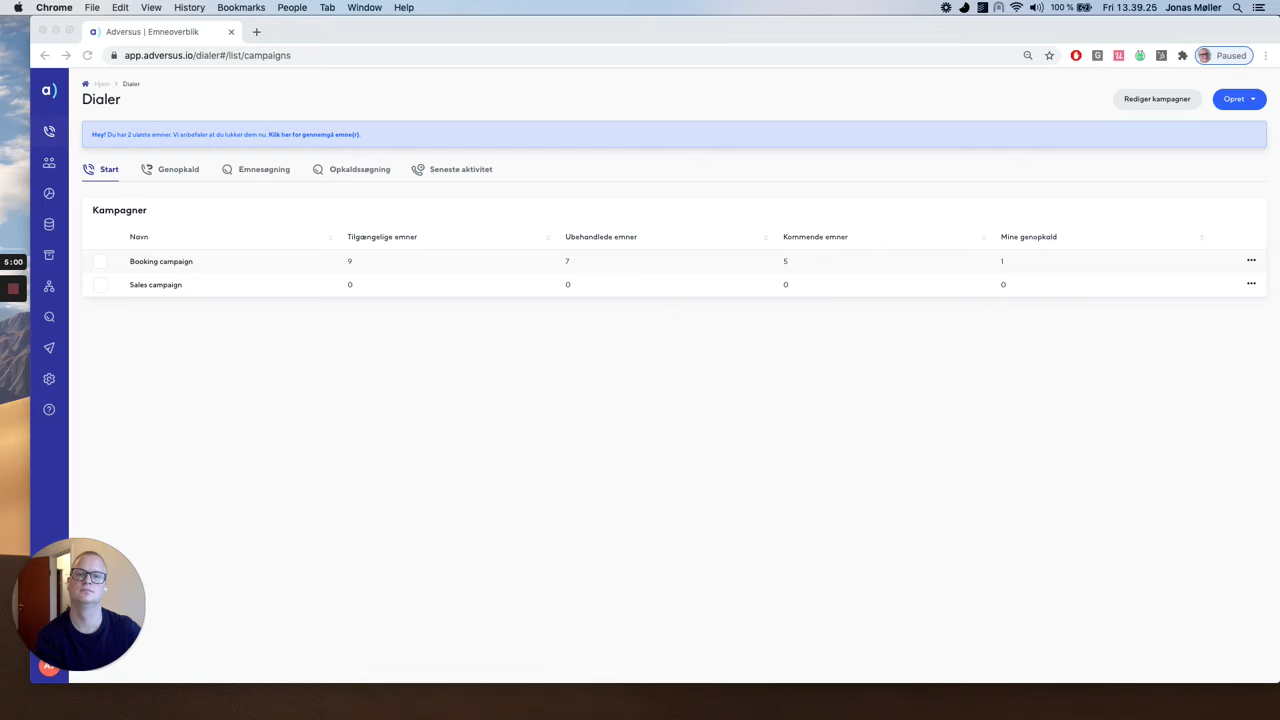 Chrome File Edit View History Bookmarks People Tab Window Help 100 % Fri 13.39.25 Jonas Møller
a) Adversus | Emneoverblik
app.adversus.io/dialer#/list/campaigns Paused
a)
Hjem > Dialer
Dialer
Rediger kampagner
Opret
Hey! Du har 2 uløste emner. Vi anbefaler at du lukker dem nu. Klik her for gennemgå emne(r).
Start Genopkald Emnesøgning Opkaldssøgning Seneste aktivitet
Kampagner
Navn Tilgængelige emner Ubehandlede emner Kommende emner Mine genopkald
5:00
Booking campaign 9 7 5 1
Sales campaign 0 0 0 0